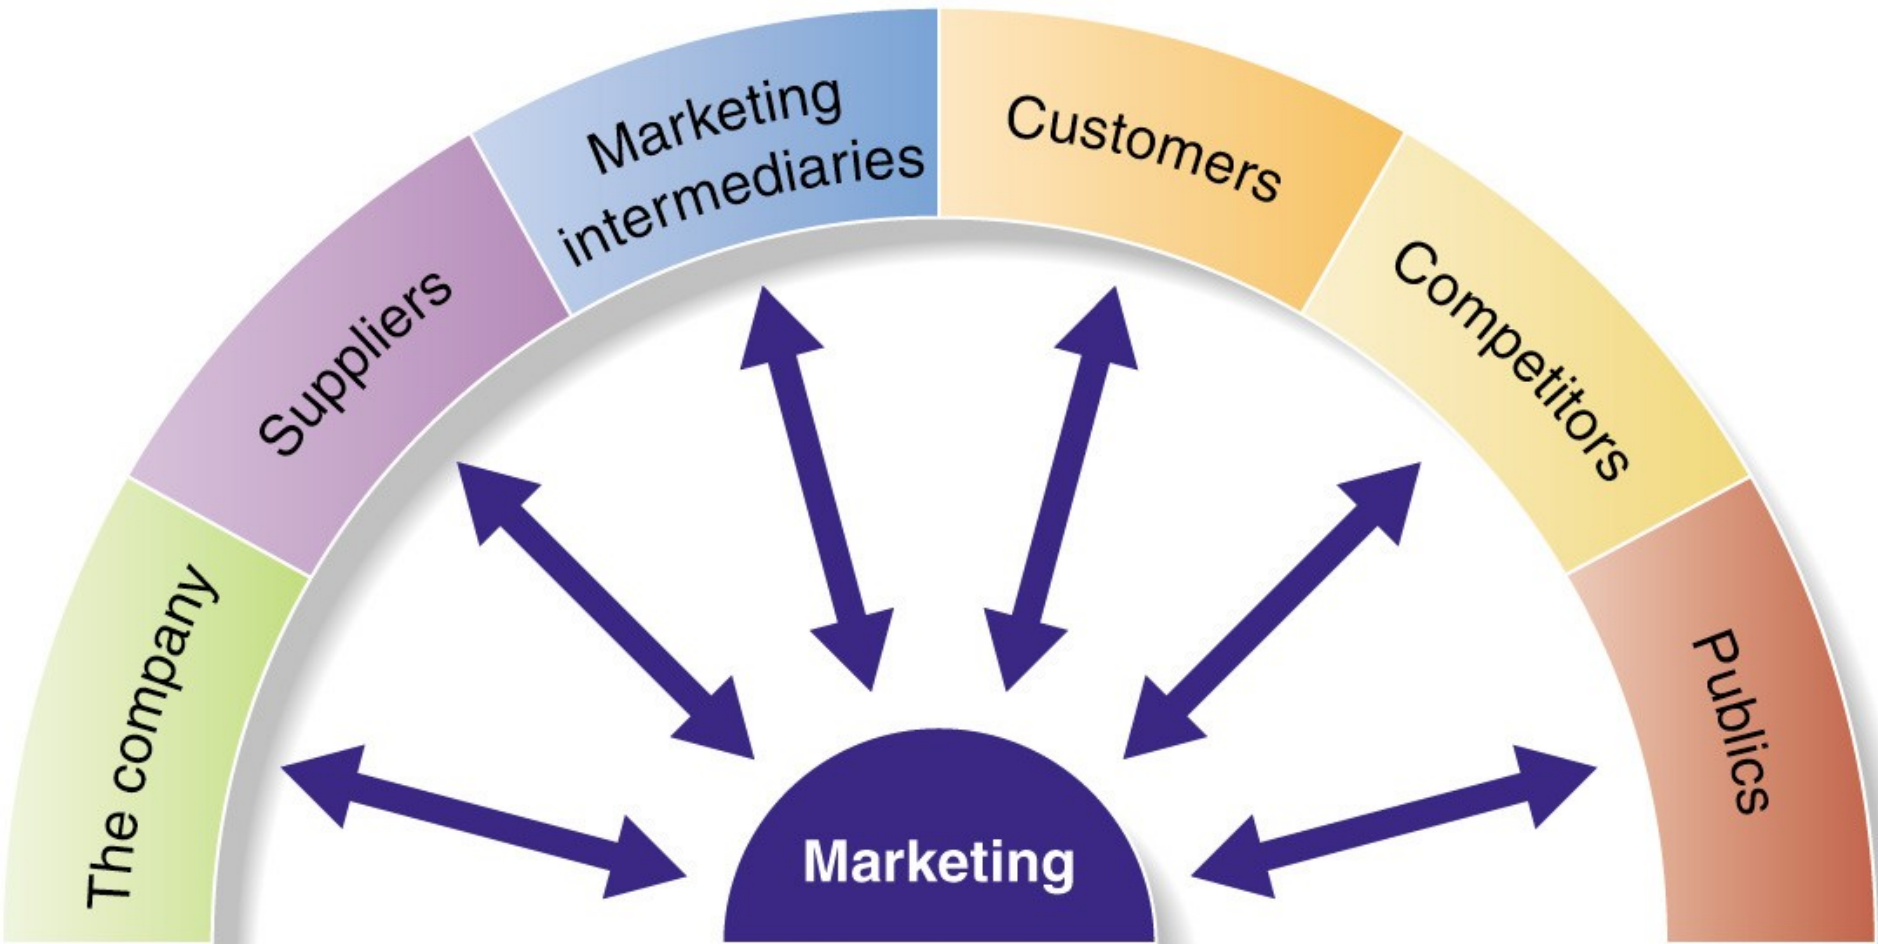 The company
Suppliers
Marketing
intermediaries
Customers
Competitors
Publics
Marketing